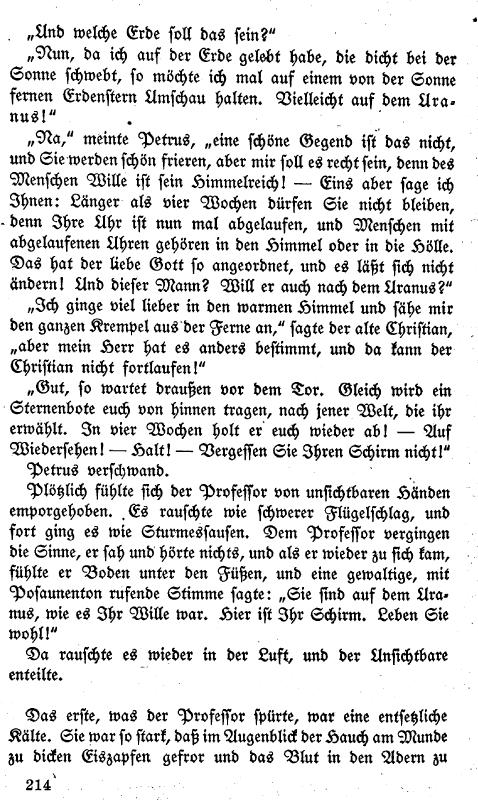 „Und welche Erde soll das sein?“
„Nun, da ich auf der Erde gelebt habe, die dicht bei der
Sonne schwebt, so möchte ich mal auf einem von der Sonne
fernen Erdenstern Umschau halten. Vielleicht auf dem Ura-
nus!“
„Na,“ meinte Petrus, „eine schöne Gegend ist das nicht,
und Sie werden schön frieren, aber mir soll es recht sein, denn des
Menschen Wille ist sein Himmelreich! — Eins aber sage ich
Ihnen: Länger als vier Wochen dürfen Sie nicht bleiben,
denn Ihre Uhr ist nun mal abgelaufen, und Menschen mit
abgelaufenen Uhren gehören in den Himmel oder in die Hölle.
Das hat der liebe Gott so angeordnet, und es läßt sich nicht
ändern! Und dieser Mann? Will er auch nach dem Uranus?“
„Ich ginge viel lieber in den warmen Himmel und sähe mir
den ganzen Krempel aus der Ferne an,“ sagte der alte Christian,
„aber mein Herr hat es anders bestimmt, und da kann der
Christian nicht fortlaufen!“
„Gut, so wartet draußen vor dem Tor. Gleich wird ein
Sternenbote euch von hinnen tragen, nach jener Welt, die ihr
erwählt. In vier Wochen holt er euch wieder ab! — Auf
Wiedersehen! — Halt! — Vergessen Sie Ihren Schirm nicht!“
Petrus verschwand.
Plötzlich fühlte sich der Professor von unsichtbaren Händen
emporgehoben. Es rauschte wie schwerer Flügelschlag, und
fort ging es wie Sturmessausen. Dem Professor vergingen
die Sinne, er sah und hörte nichts, und als er wieder zu sich kam,
fühlte er Boden unter den Füßen, und eine gewaltige, mit
Posaunenton rufende Stimme sagte: „Sie sind auf dem Ura-
nus, wie es Ihr Wille war. Hier ist Ihr Schirm. Leben Sie
wohl!“
Da rauschte es wieder in der Luft, und der Unsichtbare
enteilte.
Das erste, was der Professor spürte, war eine entsetzliche
Kälte. Sie war so stark, daß im Augenblick der Hauch am Munde
zu dicken Eiszapfen gefror und das Blut in den Adern zu
214